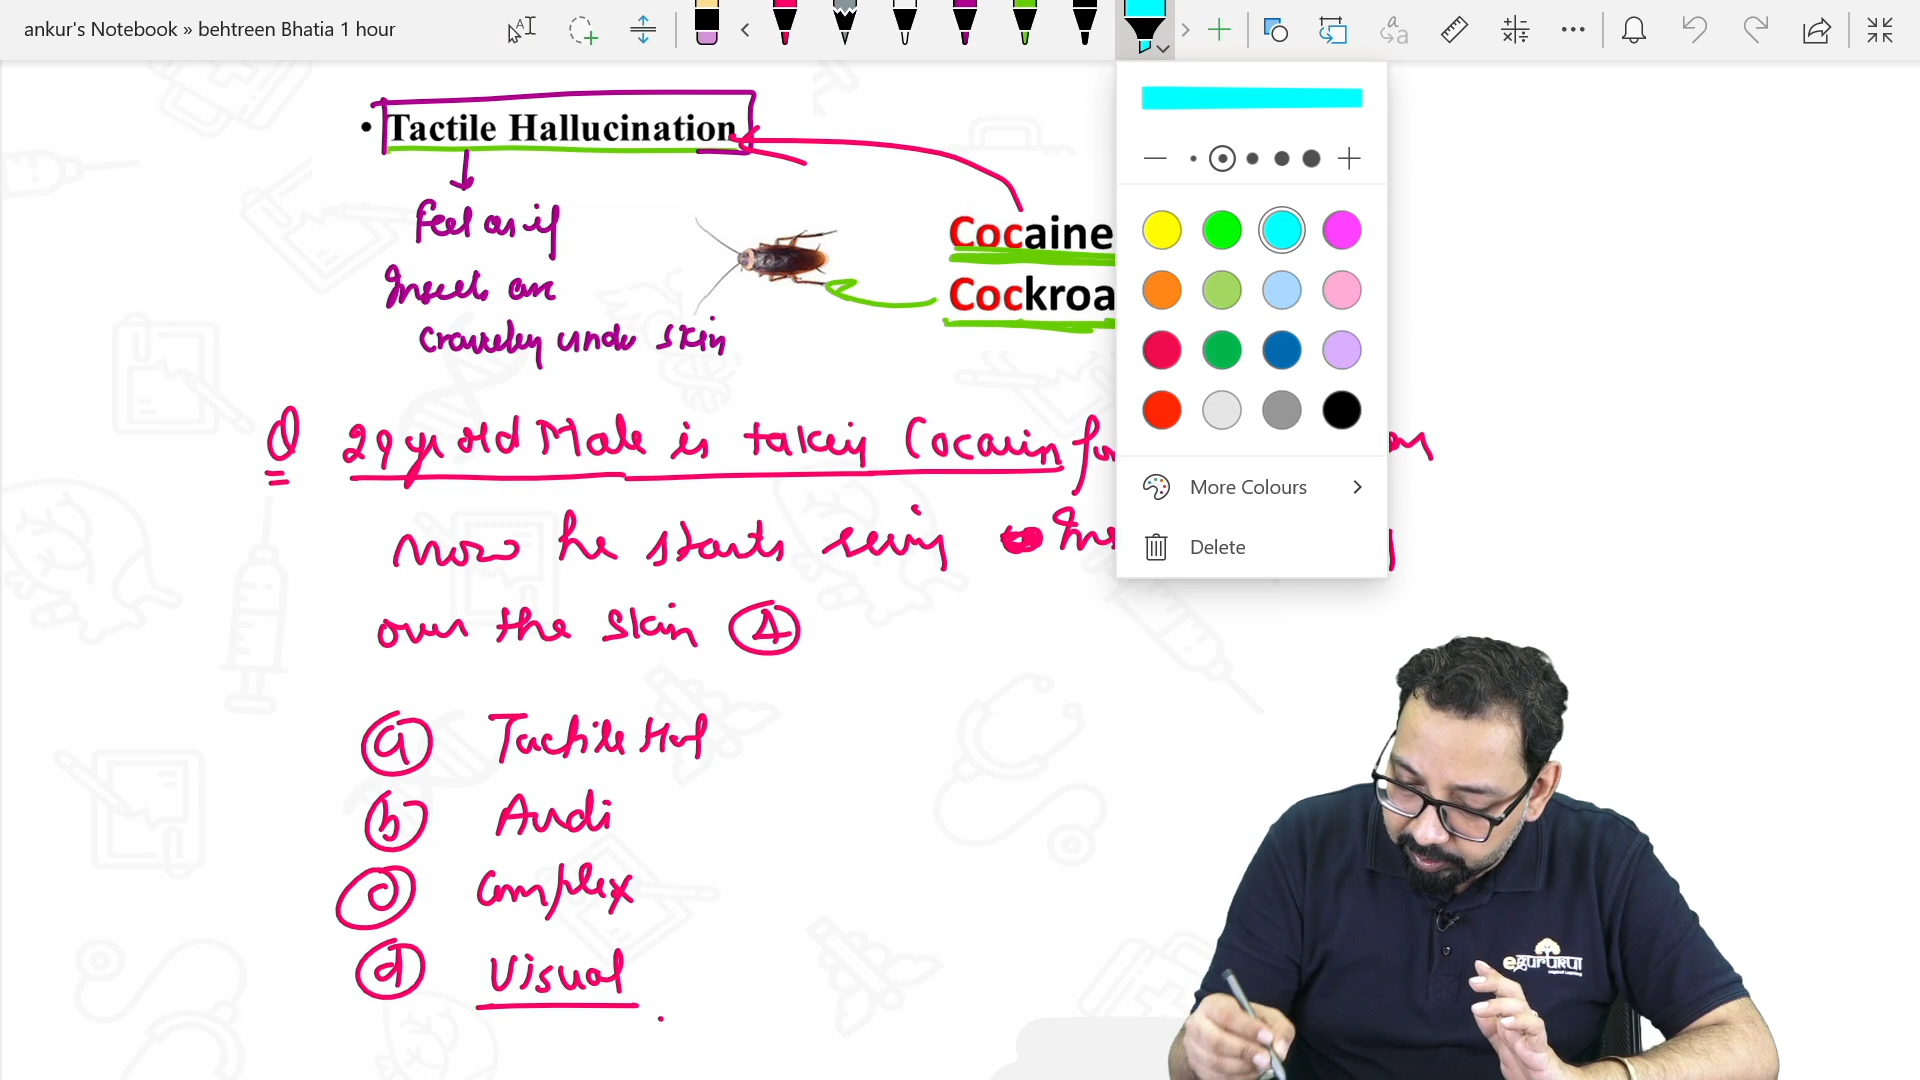 ankur's Notebook » behtreen Bhatia 1 hour
• Tactile Hallucination
Feel as if
Insects are
under skin
Cocaine
Cockroa
More Colours
Delete
Q 29 yr old Male is taking Cocain for
now he starts seeing
over the skin Δ
a Tactile Hal
b Audi
c Complex
d Visual
egurukul